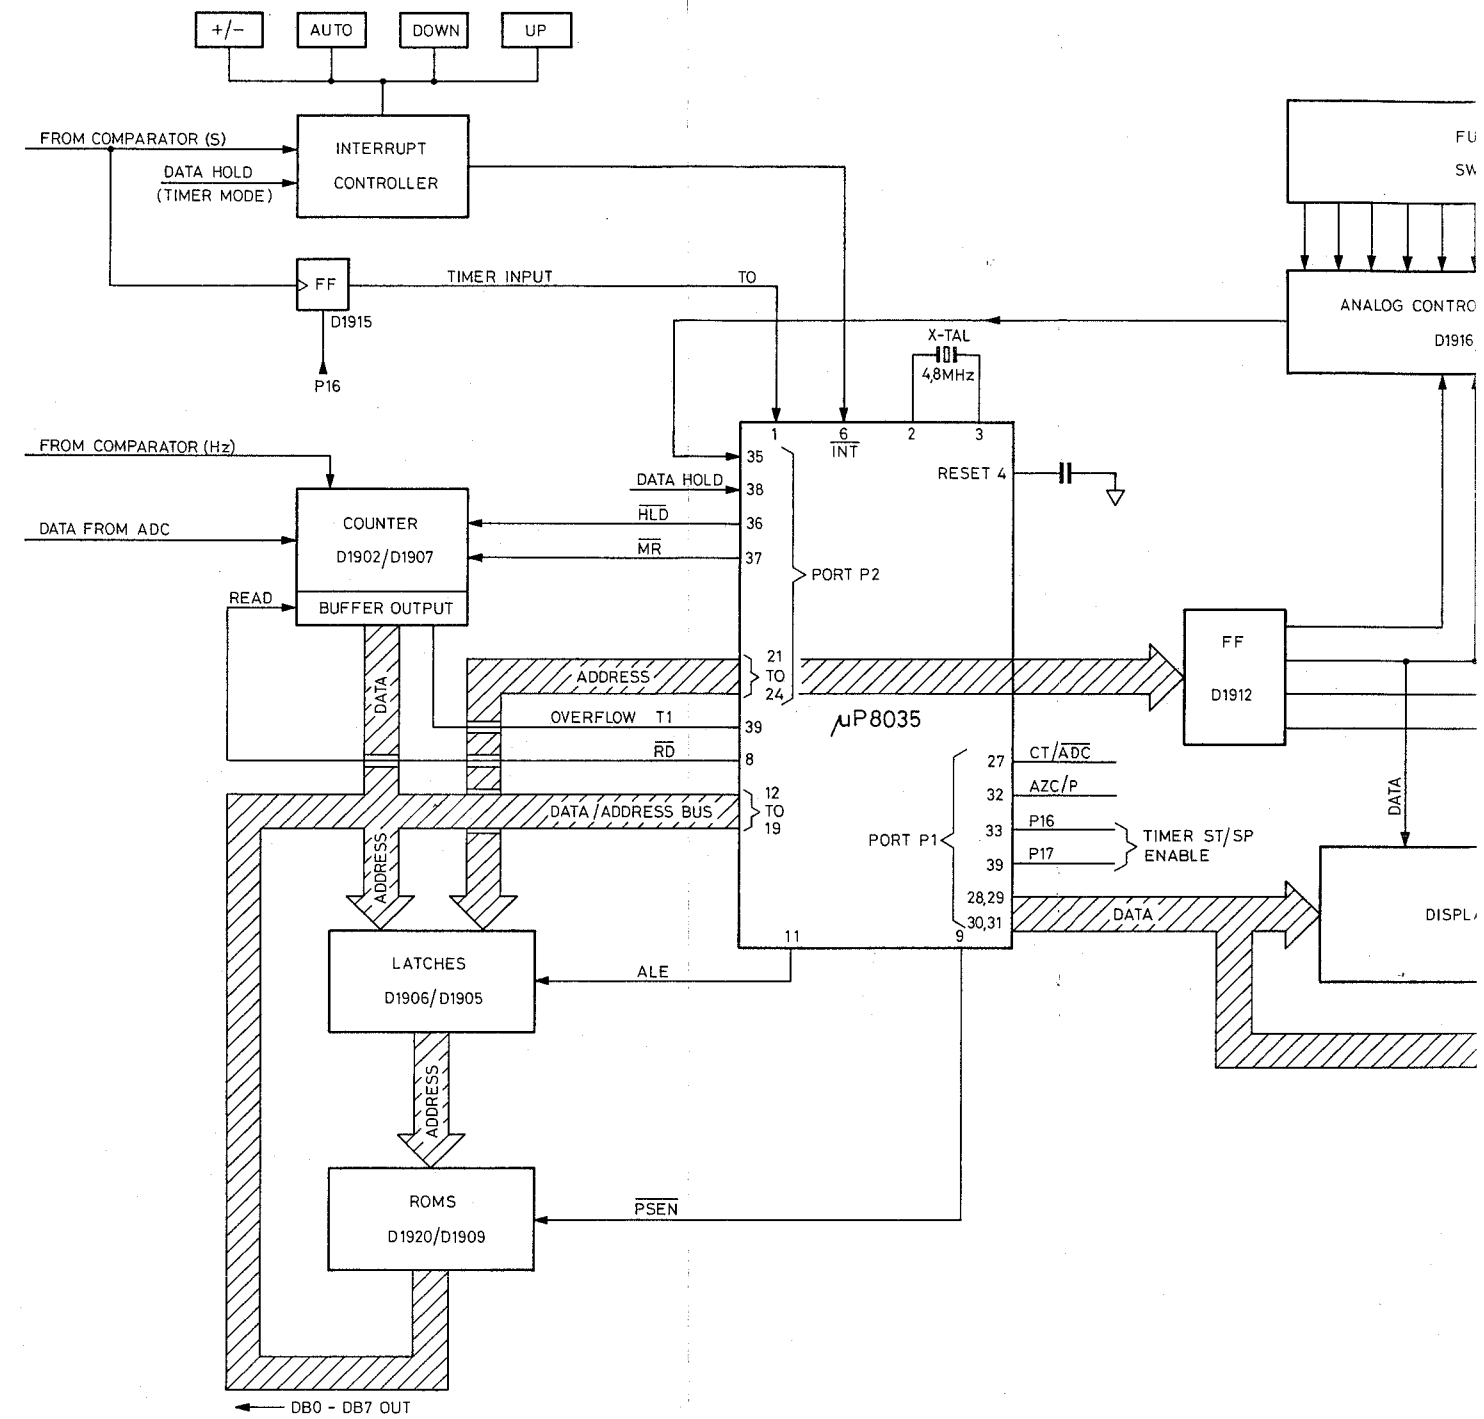 +/-
AUTO
DOWN
UP
FROM COMPARATOR (S)
INTERRUPT
CONTROLLER
DATA HOLD
(TIMER MODE)
FU
SW
FF
D1915
P16
TIMER INPUT
TO
ANALOG CONTRO
D1916
X-TAL
4,8MHz
FROM COMPARATOR (Hz)
1
6
INT
2
3
35
DATA HOLD
38
RESET 4
COUNTER
D1902/D1907
DATA FROM ADC
HLD
36
MR
37
PORT P2
READ
BUFFER OUTPUT
DATA
ADDRESS
21
TO
24
FF
D1912
µP8035
OVERFLOW T1
39
RD
8
12
TO
19
DATA/ADDRESS BUS
ADDRESS
27
CT/ADC
32
AZC/P
33
P16
39
P17
PORT P1
TIMER ST/SP
ENABLE
DATA
28,29
30,31
DATA
DISPL
11
9
LATCHES
D1906/D1905
ALE
ADDRESS
ROMS
D1920/D1909
PSEN
DB0 - DB7 OUT